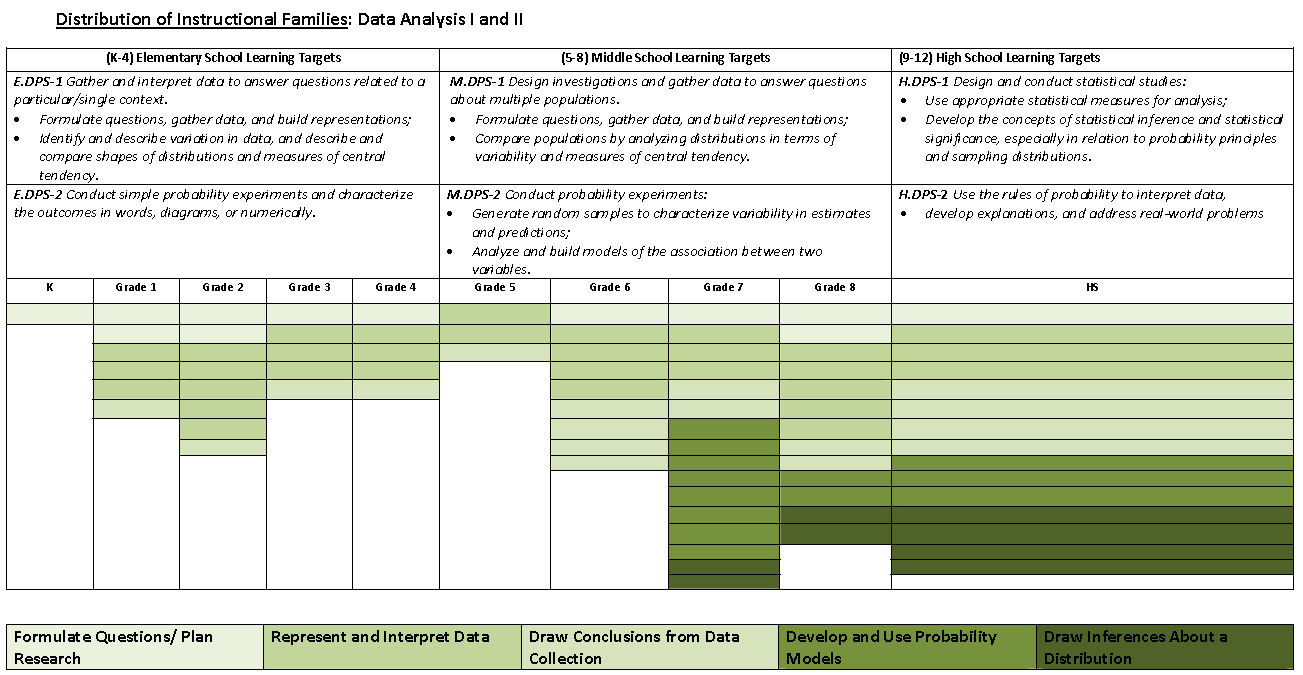 Distribution of Instructional Families: Data Analysis I and II
(K-4) Elementary School Learning Targets
(5-8) Middle School Learning Targets
(9-12) High School Learning Targets
E.DPS-1 Gather and interpret data to answer questions related to a
particular/single context.
• Formulate questions, gather data, and build representations;
• Identify and describe variation in data, and describe and
compare shapes of distributions and measures of central
tendency.
M.DPS-1 Design investigations and gather data to answer questions
about multiple populations.
• Formulate questions, gather data, and build representations;
• Compare populations by analyzing distributions in terms of
variability and measures of central tendency.
H.DPS-1 Design and conduct statistical studies:
• Use appropriate statistical measures for analysis;
• Develop the concepts of statistical inference and statistical
significance, especially in relation to probability principles
and sampling distributions.
E.DPS-2 Conduct simple probability experiments and characterize
the outcomes in words, diagrams, or numerically.
M.DPS-2 Conduct probability experiments:
• Generate random samples to characterize variability in estimates
and predictions;
• Analyze and build models of the association between two
variables.
H.DPS-2 Use the rules of probability to interpret data,
• develop explanations, and address real-world problems
K
Grade 1
Grade 2
Grade 3
Grade 4
Grade 5
Grade 6
Grade 7
Grade 8
HS
Formulate Questions/ Plan
Research
Represent and Interpret Data
Draw Conclusions from Data
Collection
Develop and Use Probability
Models
Draw Inferences About a
Distribution